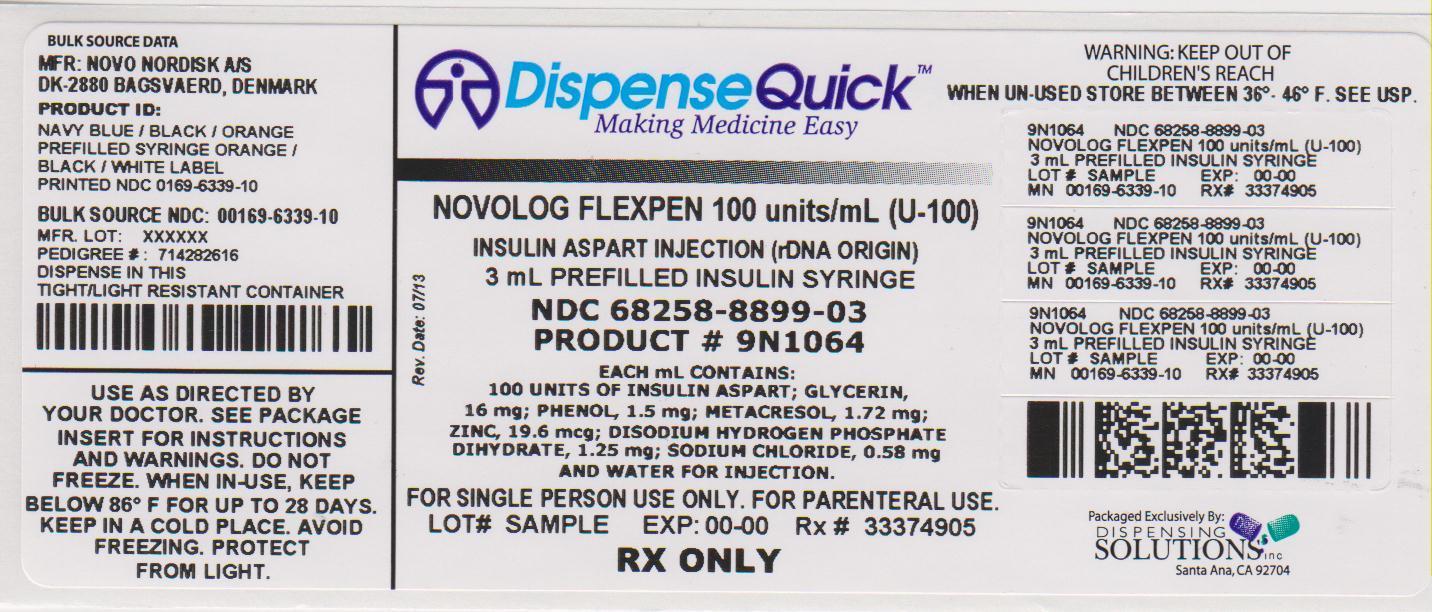 BULK SOURCE DATA
MFR: NOVO NORDISK A/S
DK-2880 BAGSVAERD, DENMARK
PRODUCT ID:
NAVY BLUE / BLACK / ORANGE
PREFILLED SYRINGE ORANGE /
BLACK / WHITE LABEL
PRINTED NDC 0169-6339-10
BULK SOURCE NDC: 00169-6339-10
MFR. LOT: XXXXXX
PEDIGREE #: 714282616
DISPENSE IN THIS
TIGHT/LIGHT RESISTANT CONTAINER
USE AS DIRECTED BY
YOUR DOCTOR. SEE PACKAGE
INSERT FOR INSTRUCTIONS
AND WARNINGS. DO NOT
FREEZE. WHEN IN-USE, KEEP
BELOW 86° F FOR UP TO 28 DAYS.
KEEP IN A COLD PLACE. AVOID
FREEZING. PROTECT
FROM LIGHT.
DispenseQuick™
Making Medicine Easy
NOVOLOG FLEXPEN 100 units/mL (U-100)
INSULIN ASPART INJECTION (rDNA ORIGIN)
3 mL PREFILLED INSULIN SYRINGE
NDC 68258-8899-03
PRODUCT # 9N1064
Rev. Date: 07/13
EACH mL CONTAINS:
100 UNITS OF INSULIN ASPART; GLYCERIN,
16 mg; PHENOL, 1.5 mg; METACRESOL, 1.72 mg;
ZINC, 19.6 mcg; DISODIUM HYDROGEN PHOSPHATE
DIHYDRATE, 1.25 mg; SODIUM CHLORIDE, 0.58 mg
AND WATER FOR INJECTION.
FOR SINGLE PERSON USE ONLY. FOR PARENTERAL USE.
LOT# SAMPLE EXP: 00-00 Rx # 33374905
RX ONLY
WARNING: KEEP OUT OF
CHILDREN'S REACH
WHEN UN-USED STORE BETWEEN 36°- 46° F. SEE USP.
9N1064 NDC 68258-8899-03
NOVOLOG FLEXPEN 100 units/mL (U-100)
3 mL PREFILLED INSULIN SYRINGE
LOT # SAMPLE EXP: 00-00
MN 00169-6339-10 RX# 33374905
9N1064 NDC 68258-8899-03
NOVOLOG FLEXPEN 100 units/mL (U-100)
3 mL PREFILLED INSULIN SYRINGE
LOT # SAMPLE EXP: 00-00
MN 00169-6339-10 RX# 33374905
9N1064 NDC 68258-8899-03
NOVOLOG FLEXPEN 100 units/mL (U-100)
3 mL PREFILLED INSULIN SYRINGE
LOT # SAMPLE EXP: 00-00
MN 00169-6339-10 RX# 33374905
Packaged Exclusively By:
DISPENSING
SOLUTIONS inc
Santa Ana, CA 92704